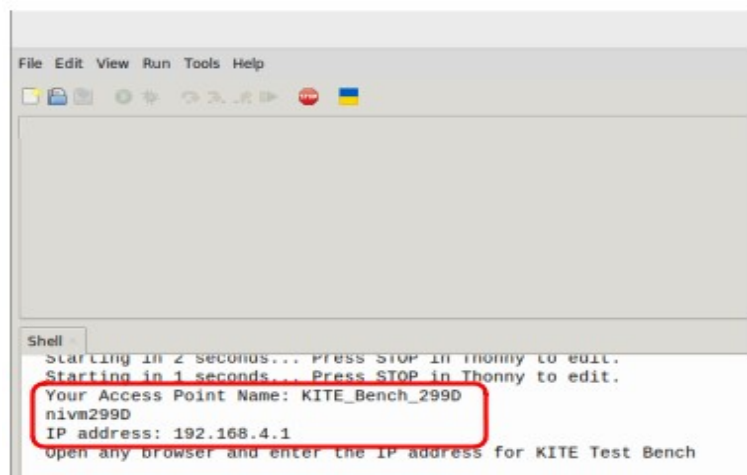 File Edit View Run Tools Help
STOP
Shell
Starting in 2 seconds... Press STOP in Thonny to edit.
Starting in 1 seconds... Press STOP in Thonny to edit.
Your Access Point Name: KITE_Bench_299D
nivm299D
IP address: 192.168.4.1
Open any browser and enter the IP address for KITE Test Bench